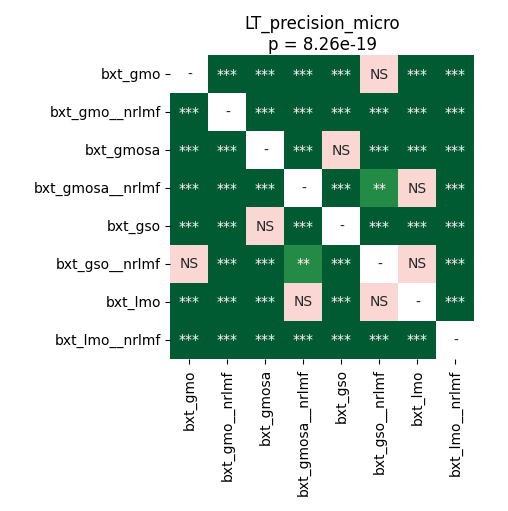 LT_precision_micro
p = 8.26e-19
bxt_gmo - *** *** *** *** NS *** ***
bxt_gmo__nrlmf *** - *** *** *** *** *** ***
bxt_gmosa *** *** - *** NS *** *** ***
bxt_gmosa__nrlmf *** *** *** - *** ** NS ***
bxt_gso *** *** NS *** - *** *** ***
bxt_gso__nrlmf NS *** *** ** *** - NS ***
bxt_lmo *** *** *** NS *** NS - ***
bxt_lmo__nrlmf *** *** *** *** *** *** *** -
bxt_gmo
bxt_gmo__nrlmf
bxt_gmosa
bxt_gmosa__nrlmf
bxt_gso
bxt_gso__nrlmf
bxt_lmo
bxt_lmo__nrlmf